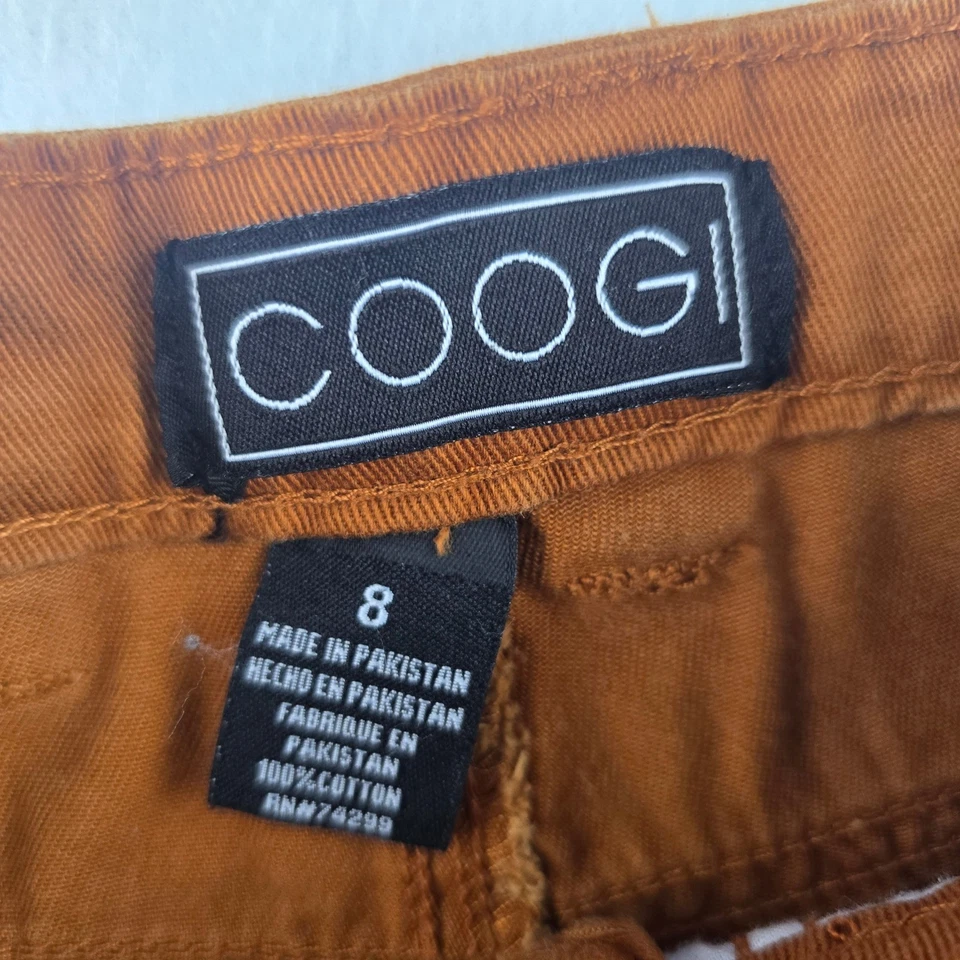 COOGI
8
MADE IN PAKISTAN
HECHO EN PAKISTAN
FABRIQUE EN
PAKISTAN
100%COTTON
RN#74299